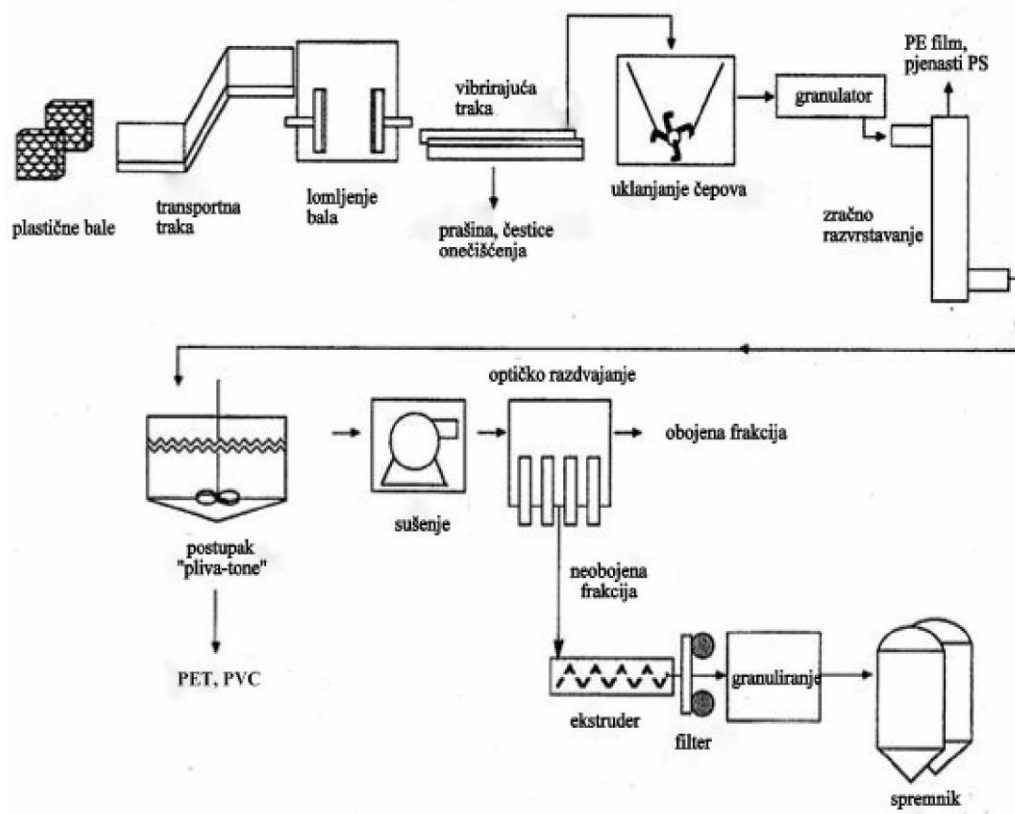 plastične bale
transportna
traka
lomljenje
bala
vibrirajuća
traka
prašina, čestice
onečišćenja
uklanjanje čepova
granulator
PE film,
pjenasti PS
zračno
razvrstavanje
postupak
"pliva-tone"
PET, PVC
sušenje
optičko razdvajanje
obojena frakcija
neobojena
frakcija
ekstruder
filter
granuliranje
spremnik